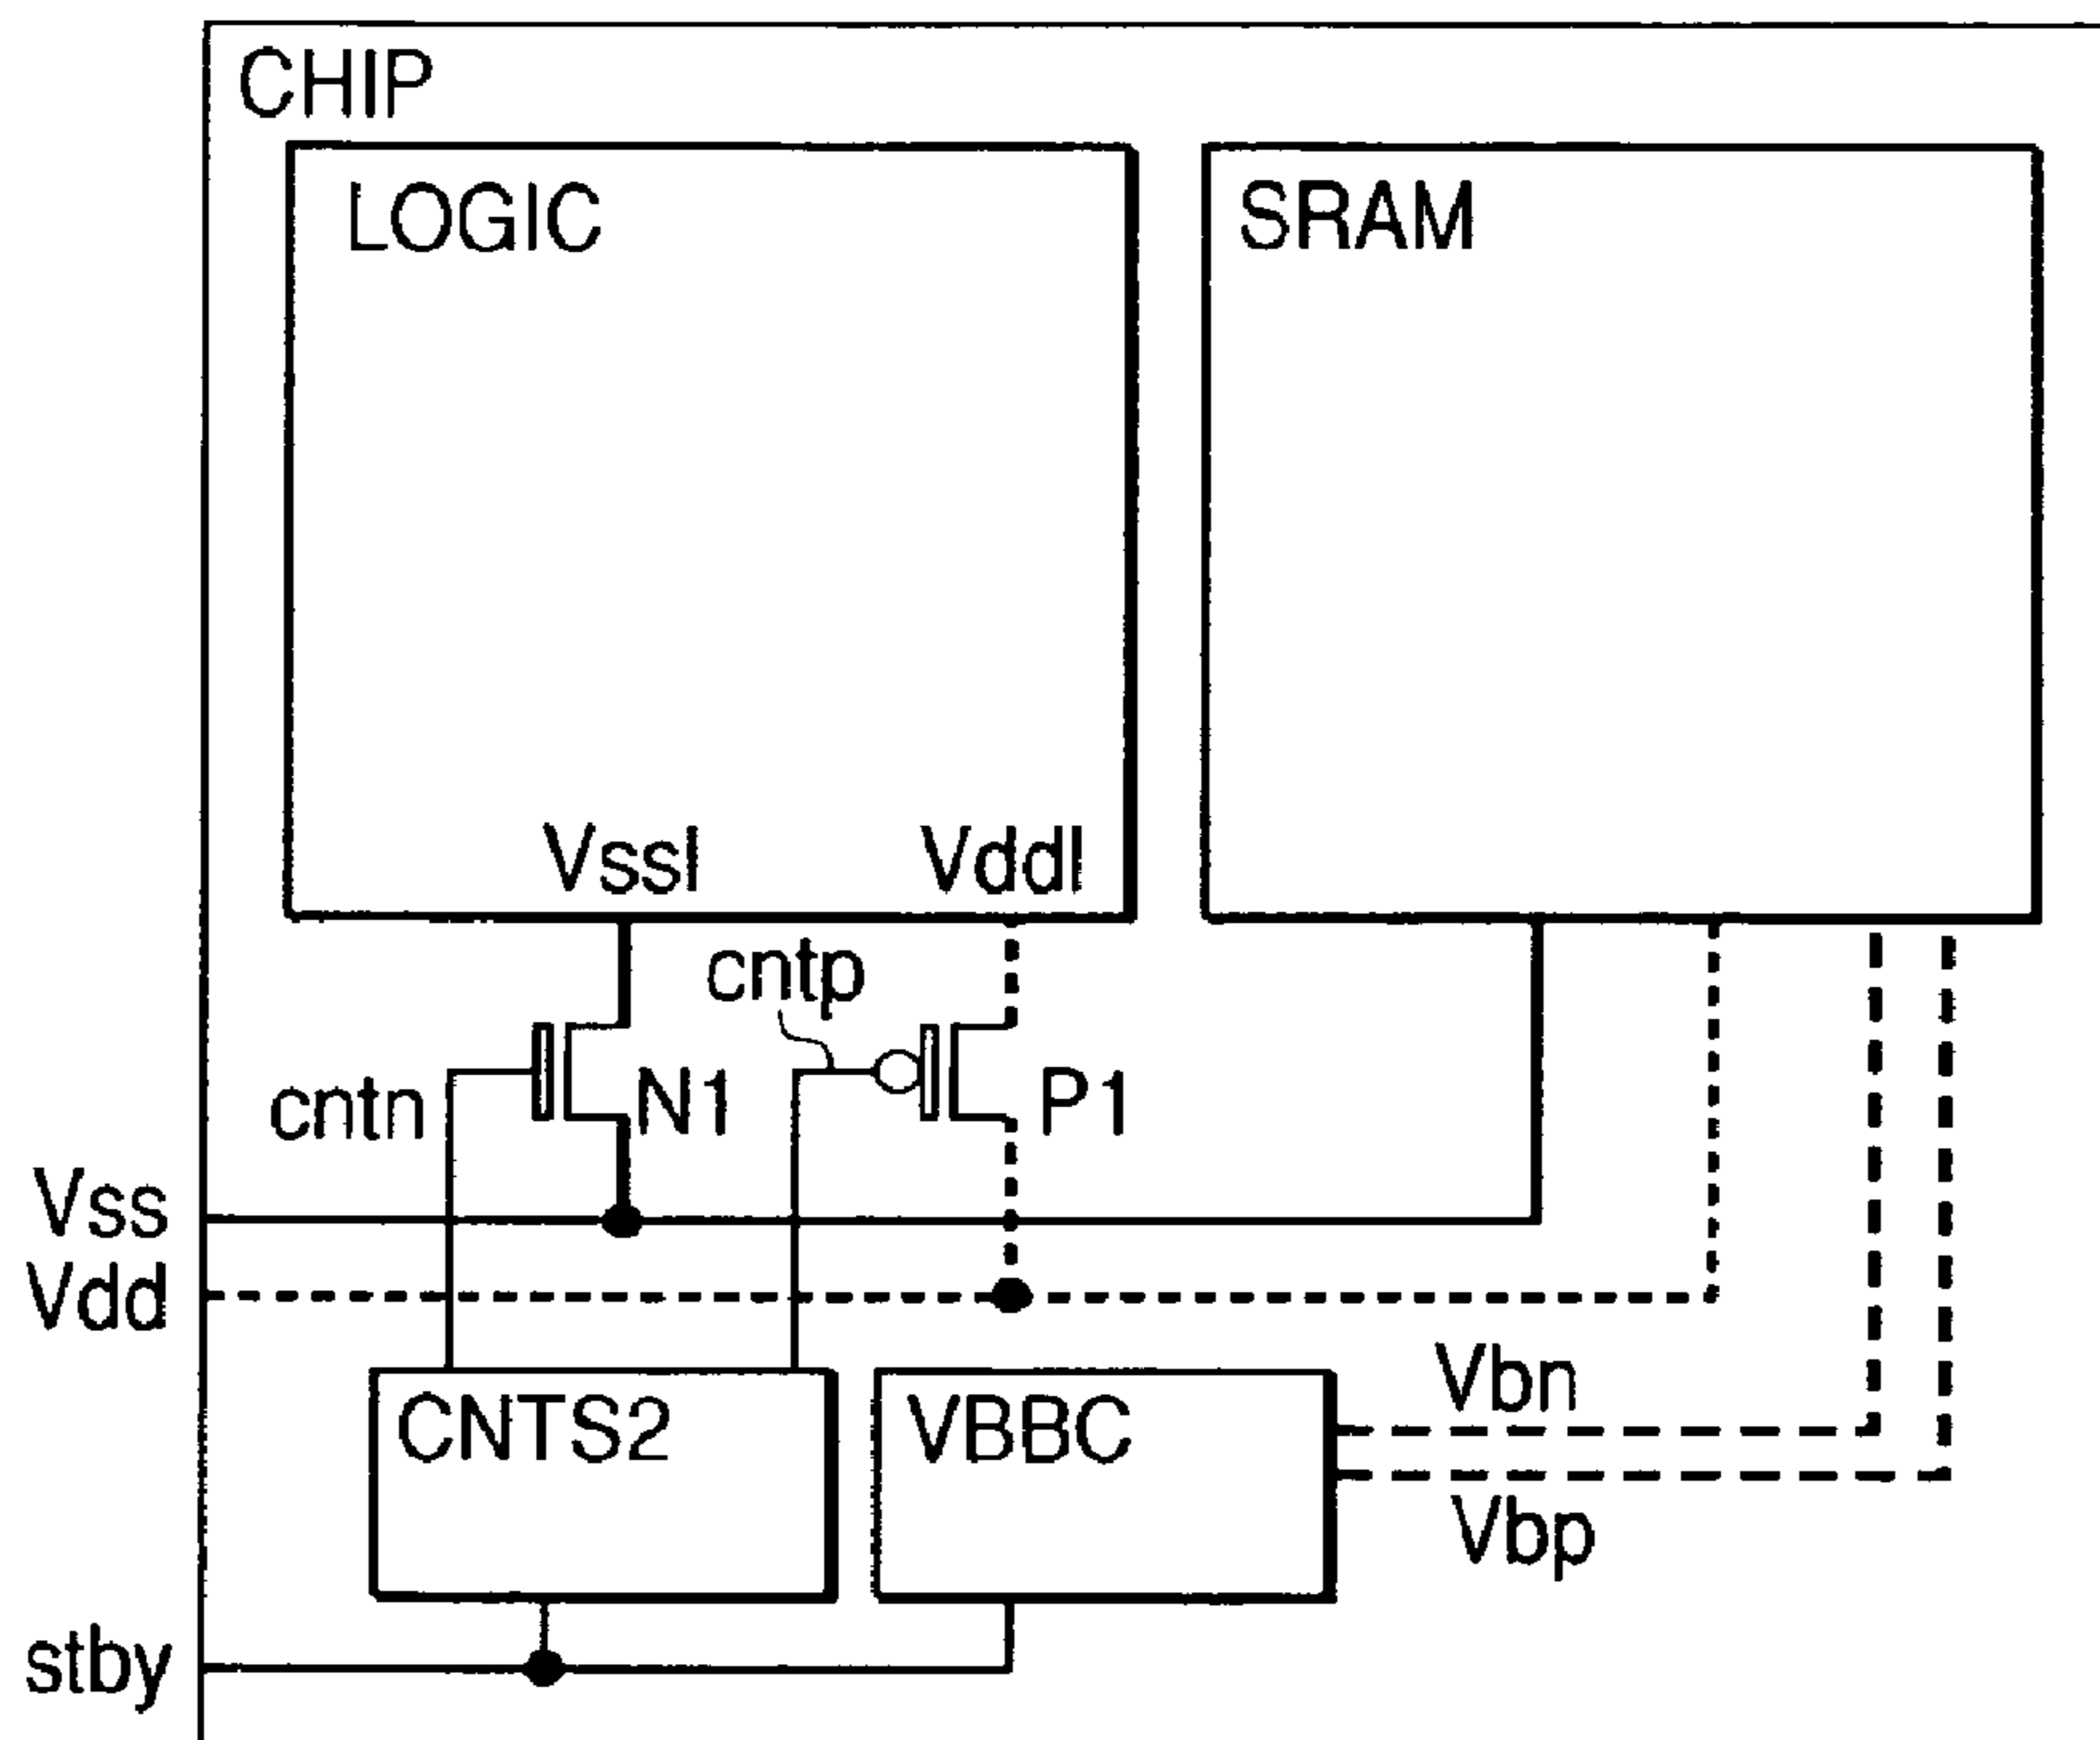 CHIP
LOGIC
SRAM
Vssl
Vddl
cntp
cntn
N1
P1
Vss
Vdd
Vbn
CNTS2
VBBC
Vbp
stby